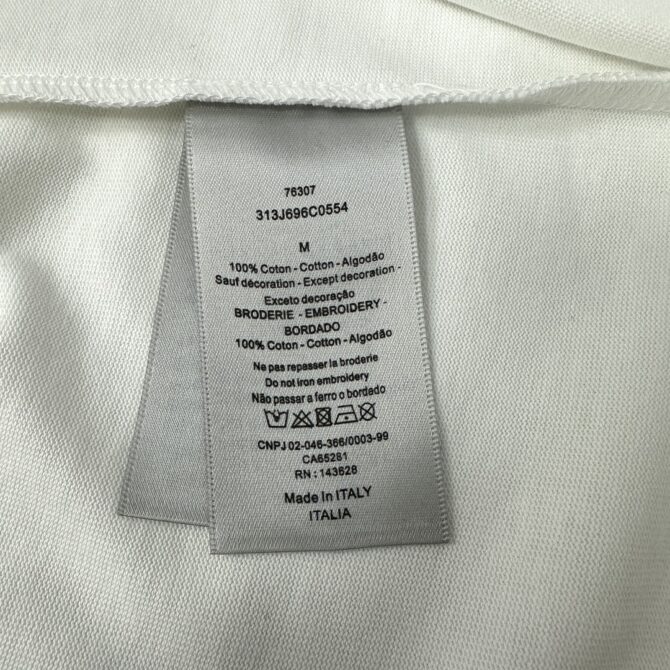 76307
313J696C0554
M
100% Coton - Cotton - Algodão
Sauf décoration - Except decoration -
Exceto decoração
BRODERIE - EMBROIDERY -
BORDADO
100% Coton - Cotton - Algodão
Ne pas repasser la broderie
Do not iron embroidery
Não passar a ferro o bordado
CNPJ 02-046-366/0003-99
CA65281
RN : 143628
Made In ITALY
ITALIA